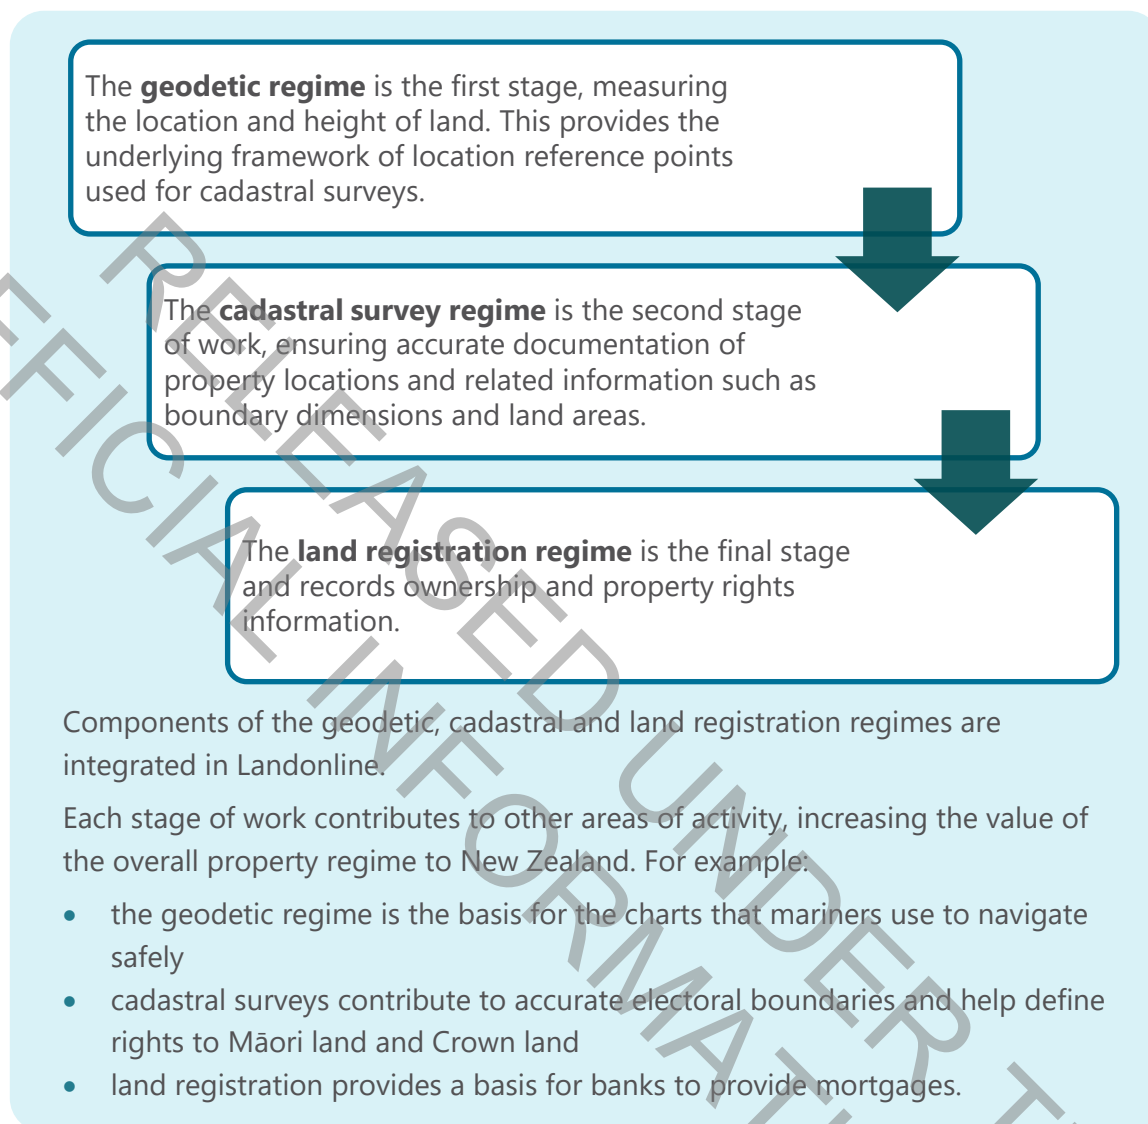 The geodetic regime is the first stage, measuring
the location and height of land. This provides the
underlying framework of location reference points
used for cadastral surveys.
The cadastral survey regime is the second stage
of work, ensuring accurate documentation of
property locations and related information such as
boundary dimensions and land areas.
The land registration regime is the final stage
and records ownership and property rights
information.
Components of the geodetic, cadastral and land registration regimes are
integrated in Landonline.
Each stage of work contributes to other areas of activity, increasing the value of
the overall property regime to New Zealand. For example:
• the geodetic regime is the basis for the charts that mariners use to navigate
safely
• cadastral surveys contribute to accurate electoral boundaries and help define
rights to Māori land and Crown land
• land registration provides a basis for banks to provide mortgages.
RELEASED UNDER